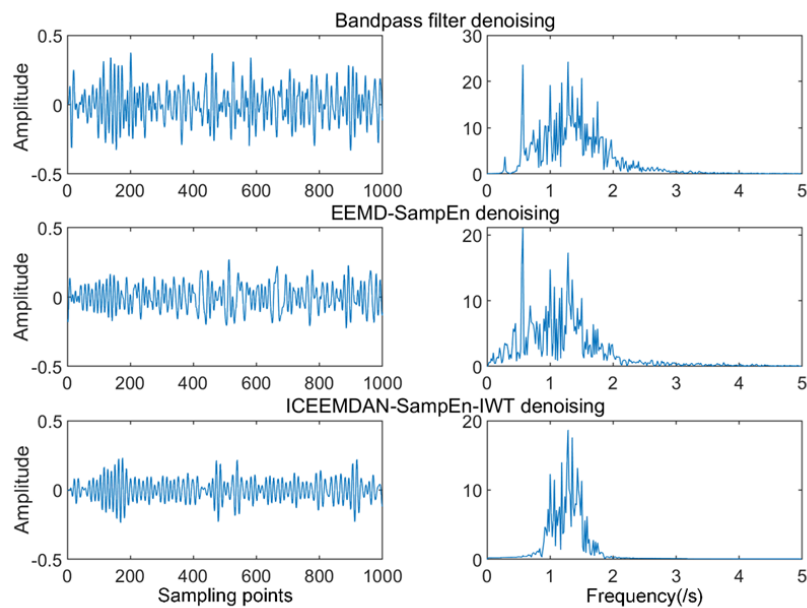 Bandpass filter denoising
0.5
0
-0.5
Amplitude
0 200 400 600 800 1000
30
20
10
0
0 1 2 3 4 5
EEMD-SampEn denoising
0.5
0
-0.5
Amplitude
0 200 400 600 800 1000
20
10
0
0 1 2 3 4 5
ICEEMDAN-SampEn-IWT denoising
0.5
0
-0.5
Amplitude
0 200 400 600 800 1000
Sampling points
20
10
0
0 1 2 3 4 5
Frequency(/s)